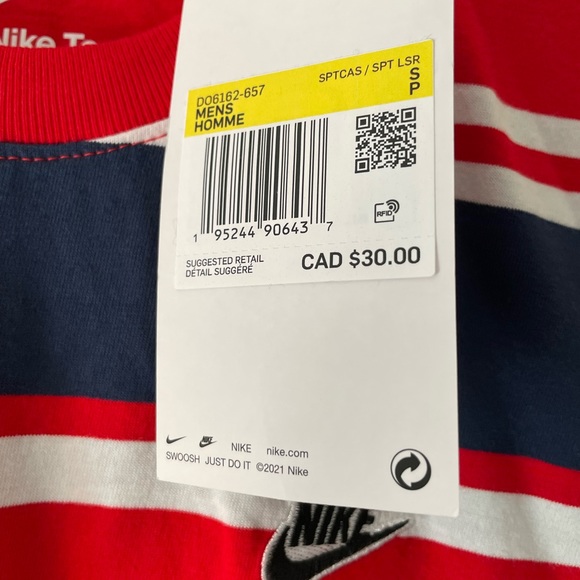 Nike
SPTCAS / SPT LSR
DO6162-657
MENS
HOMME
S
P
RFID
1 95244 90643 7
SUGGESTED RETAIL
DÉTAIL SUGGÉRÉ
CAD $30.00
NIKE nike.com
SWOOSH JUST DO IT ©2021 Nike
NIKE